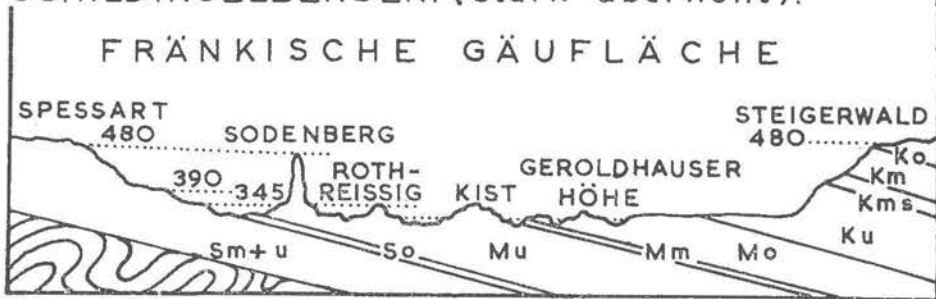 (stark überhöht).
FRÄNKISCHE GÄUFLÄCHE
SPESSART STEIGERWALD
480 SODENBERG 480
390 345 ROTH-
REISSIG KIST GEROLDHAUSER
HÖHE
Ko
Km
Kms
Sm+u So Mu Mm Mo Ku